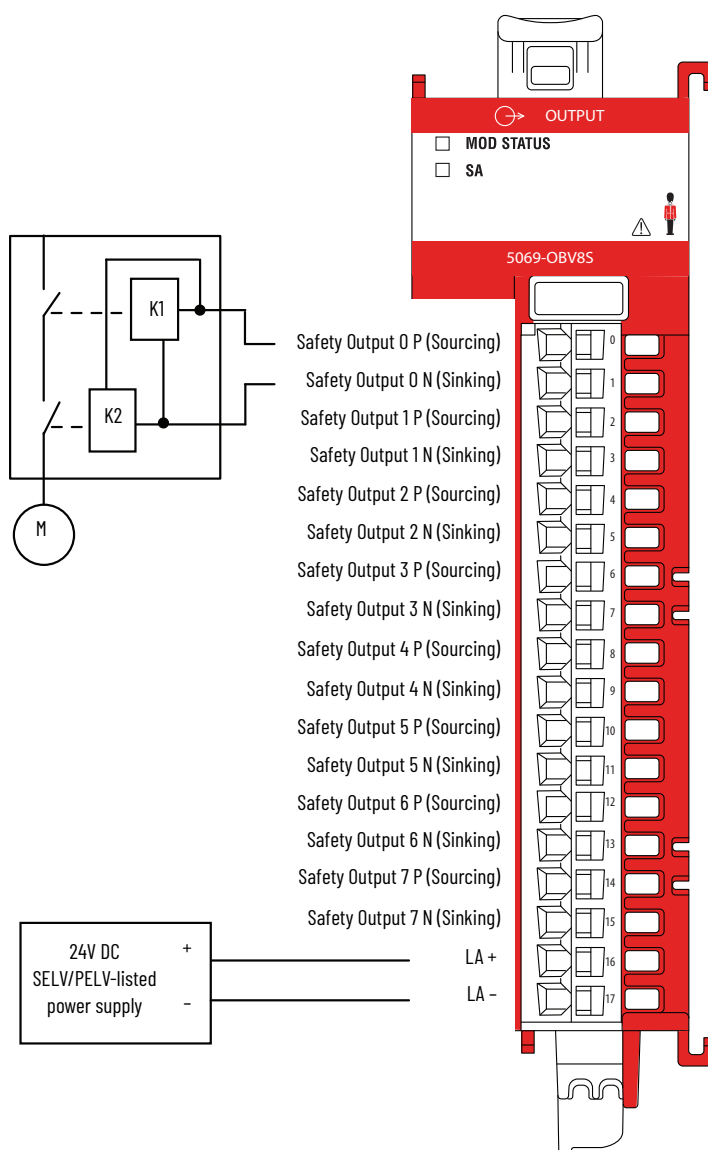 OUTPUT
MOD STATUS
SA
5069-OBV8S
K1
K2
M
Safety Output 0 P (Sourcing)
0
Safety Output 0 N (Sinking)
1
Safety Output 1 P (Sourcing)
2
Safety Output 1 N (Sinking)
3
Safety Output 2 P (Sourcing)
4
Safety Output 2 N (Sinking)
5
Safety Output 3 P (Sourcing)
6
Safety Output 3 N (Sinking)
7
Safety Output 4 P (Sourcing)
8
Safety Output 4 N (Sinking)
9
Safety Output 5 P (Sourcing)
10
Safety Output 5 N (Sinking)
11
Safety Output 6 P (Sourcing)
12
Safety Output 6 N (Sinking)
13
Safety Output 7 P (Sourcing)
14
Safety Output 7 N (Sinking)
15
24V DC +
SELV/PELV-listed
power supply –
LA +
16
LA –
17